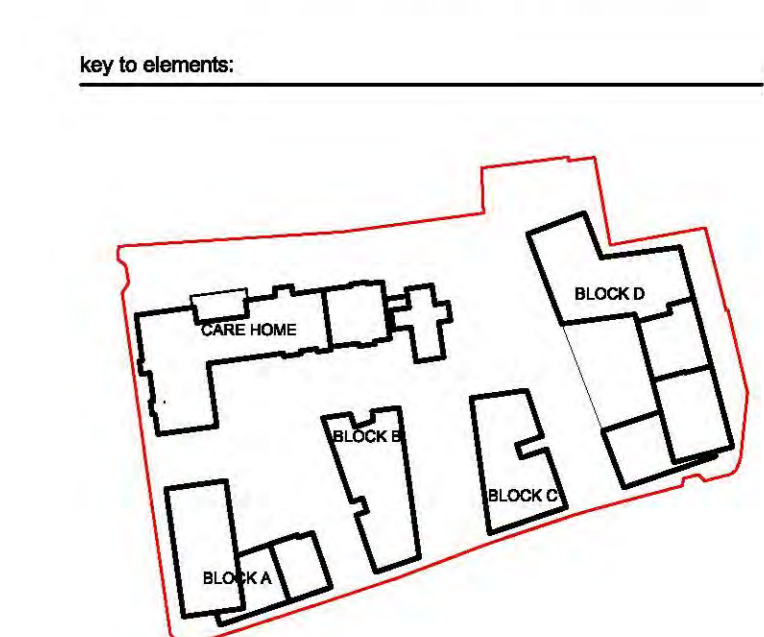 key to elements:
BLOCK D
CARE HOME
BLOCK B
BLOCK C
BLOCK A